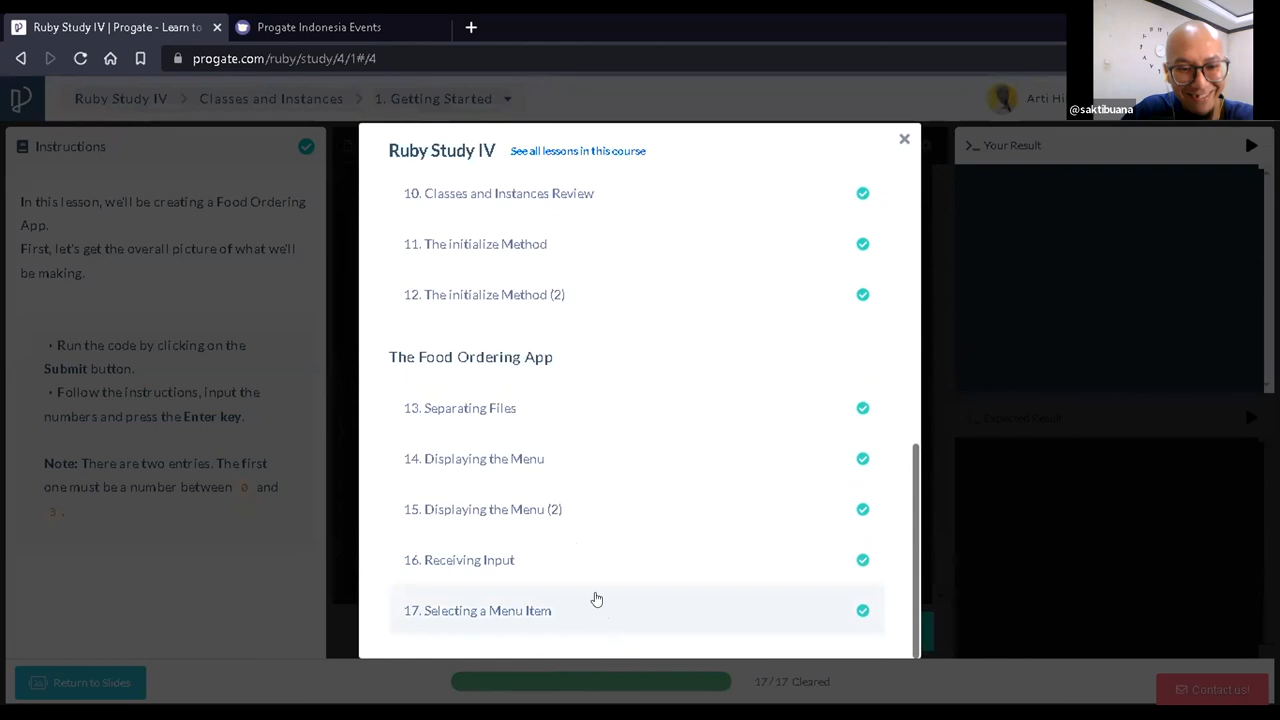 Ruby Study IV | Progate - Learn to
Progate Indonesia Events
progate.com/ruby/study/4/1#/4
@saktibuana
Ruby Study IV
Classes and Instances
1. Getting Started
Arti Hi
Instructions
In this lesson, we'll be creating a Food Ordering
App.
First, let's get the overall picture of what we'll
be making.
• Run the code by clicking on the
Submit button.
• Follow the instructions, input the
numbers and press the Enter key.
Note: There are two entries. The first
one must be a number between 0 and
3.
Ruby Study IV
See all lessons in this course
10. Classes and Instances Review
11. The initialize Method
12. The initialize Method (2)
The Food Ordering App
13. Separating Files
14. Displaying the Menu
15. Displaying the Menu (2)
16. Receiving Input
17. Selecting a Menu Item
Your Result
Expected Result
Return to Slides
17/17 Cleared
Contact us!